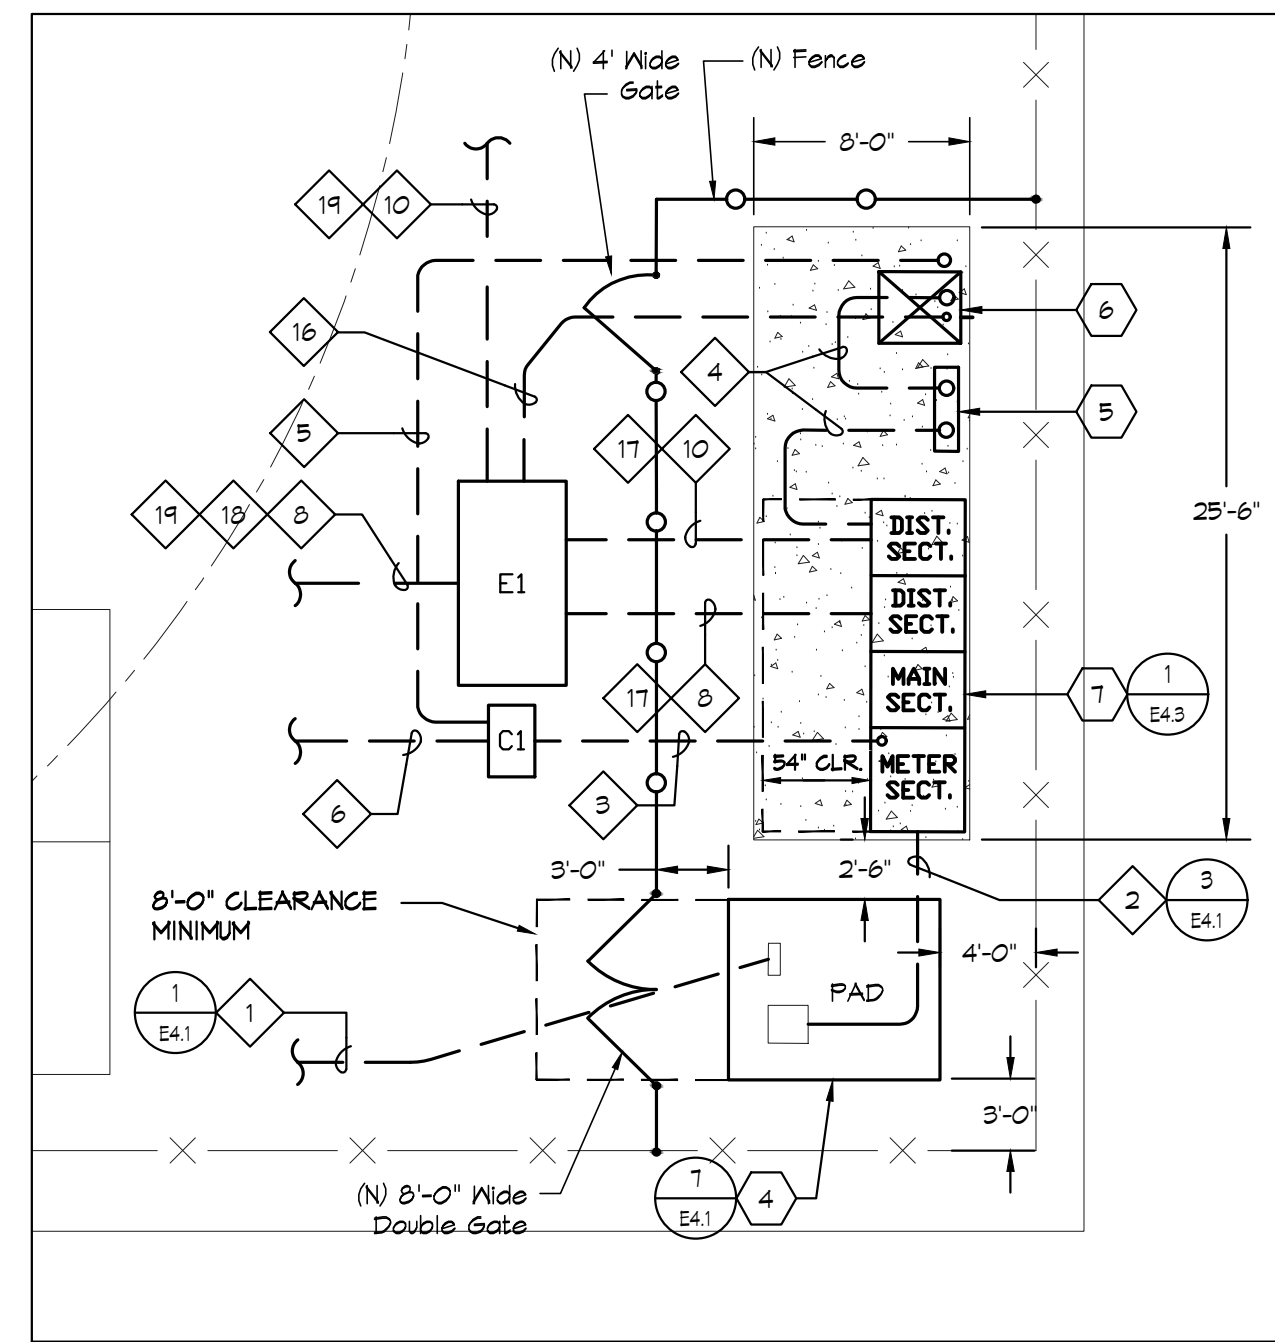 (N) 4' Wide
Gate
(N) Fence
8'-0"
19
10
16
6
4
5
5
17
10
25'-6"
19
18
8
DIST.
SECT.
E1
DIST.
SECT.
MAIN
SECT.
7
1
E4.3
17
8
C1
54" CLR.
METER
SECT.
6
3
3'-0"
2'-6"
8'-0" CLEARANCE
MINIMUM
2
3
E4.1
4'-0"
PAD
1
E4.1
1
3'-0"
(N) 8'-0" Wide
Double Gate
7
E4.1
4